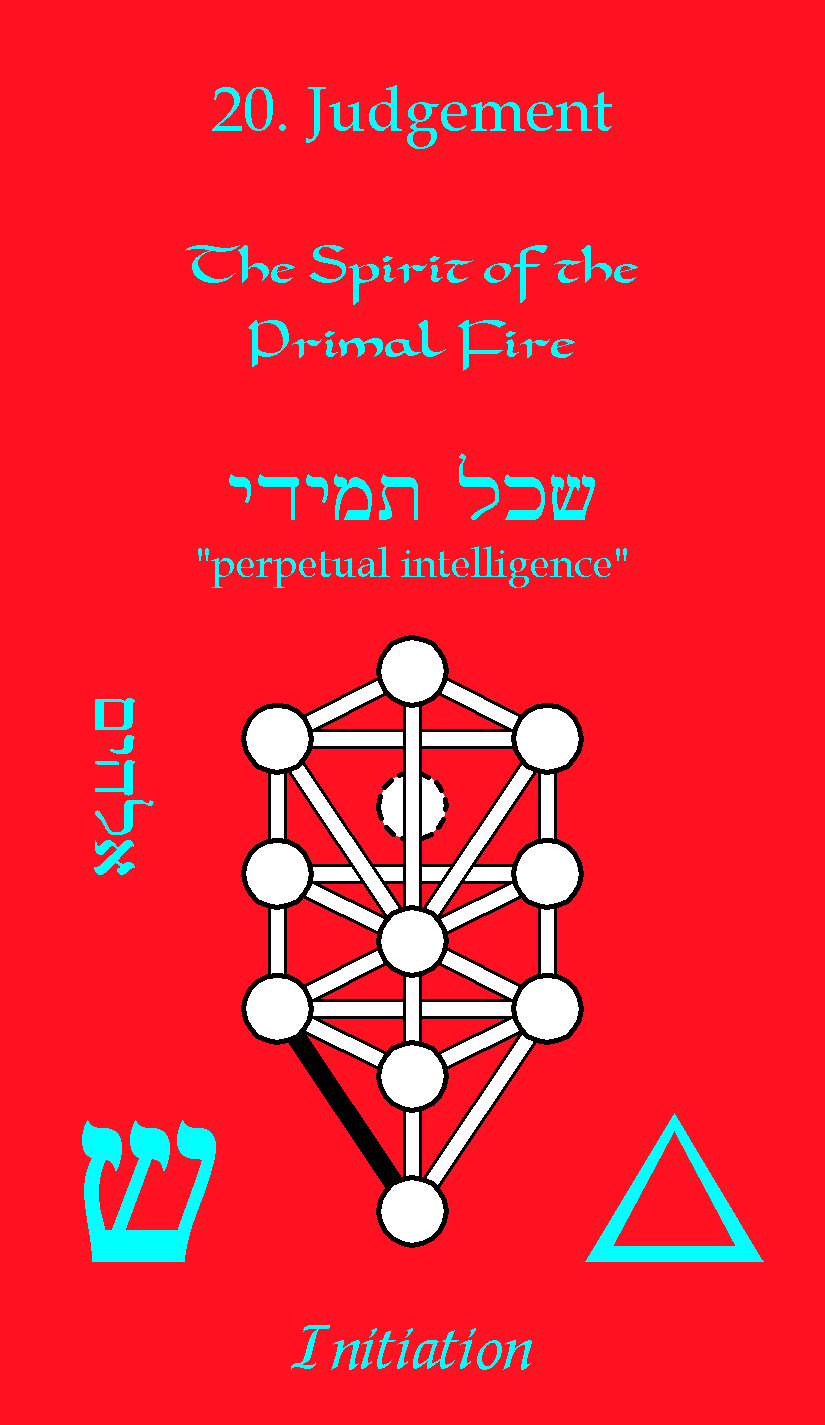 20. Judgement
The Spirit of the
Primal Fire
שכל תמידי
"perpetual intelligence"
אלהים
ש
Initiation